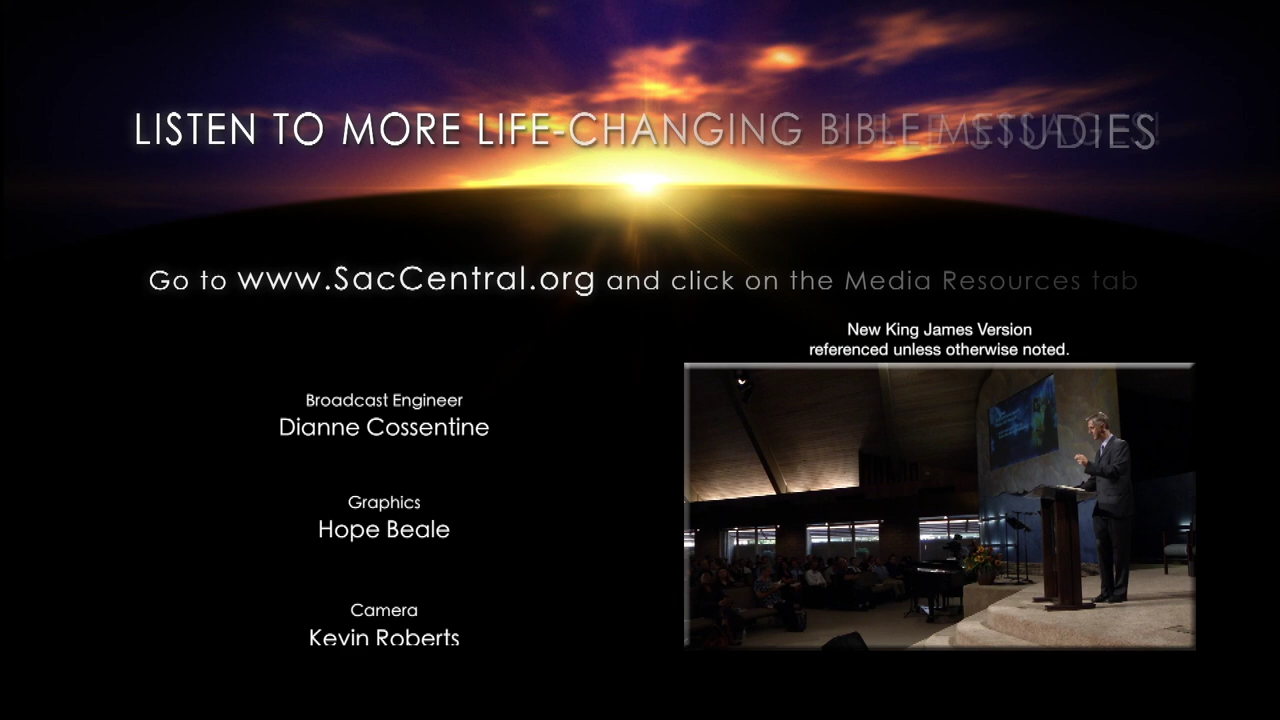 LISTEN TO MORE LIFE-CHANGING BIBLE STUDIES
Go to www.SacCentral.org and click on the Media Resources tab
New King James Version
referenced unless otherwise noted.
Broadcast Engineer
Dianne Cossentine
Graphics
Hope Beale
Camera
Kevin Roberts